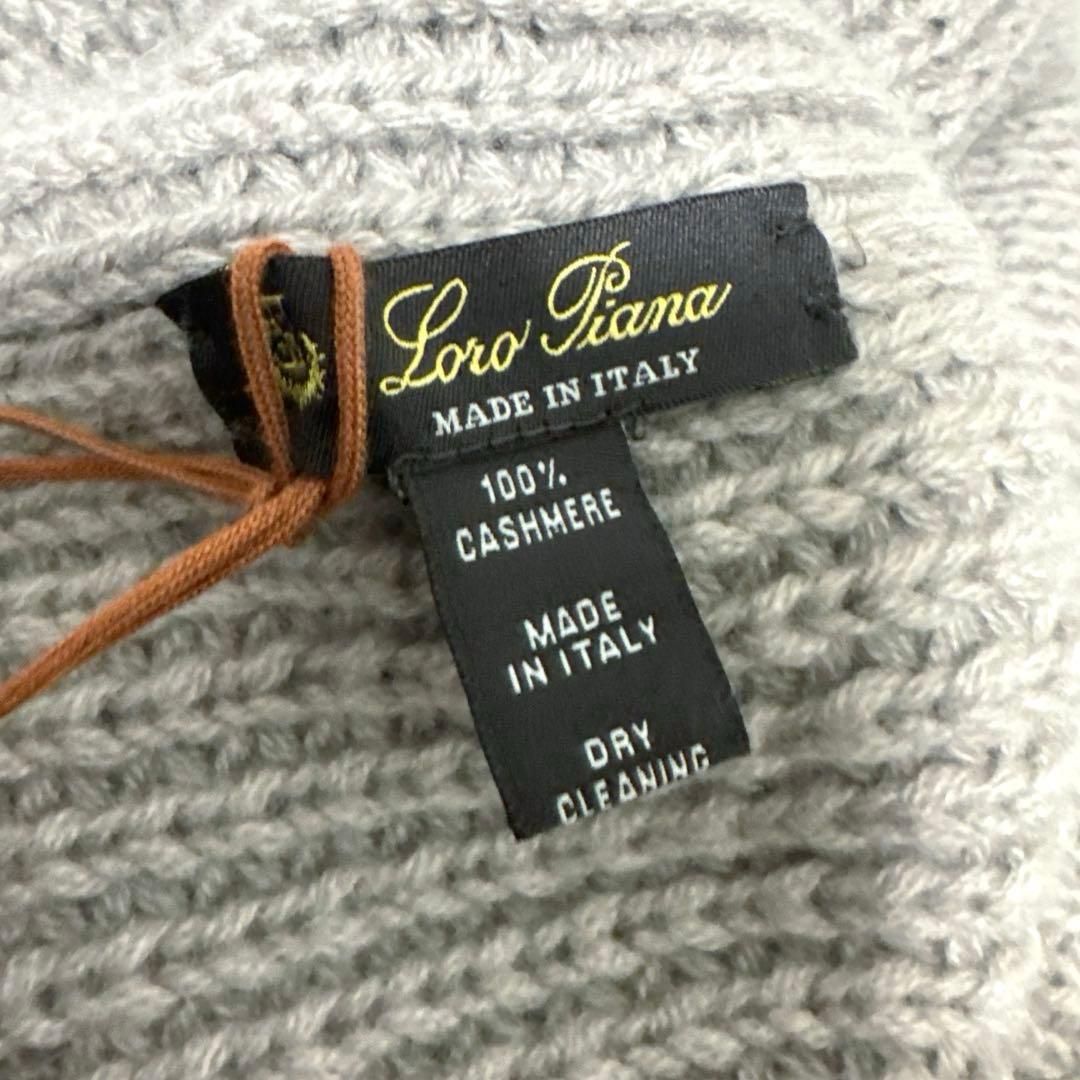 Loro Piana
MADE IN ITALY
100%
CASHMERE
MADE
IN ITALY
DRY
CLEANING